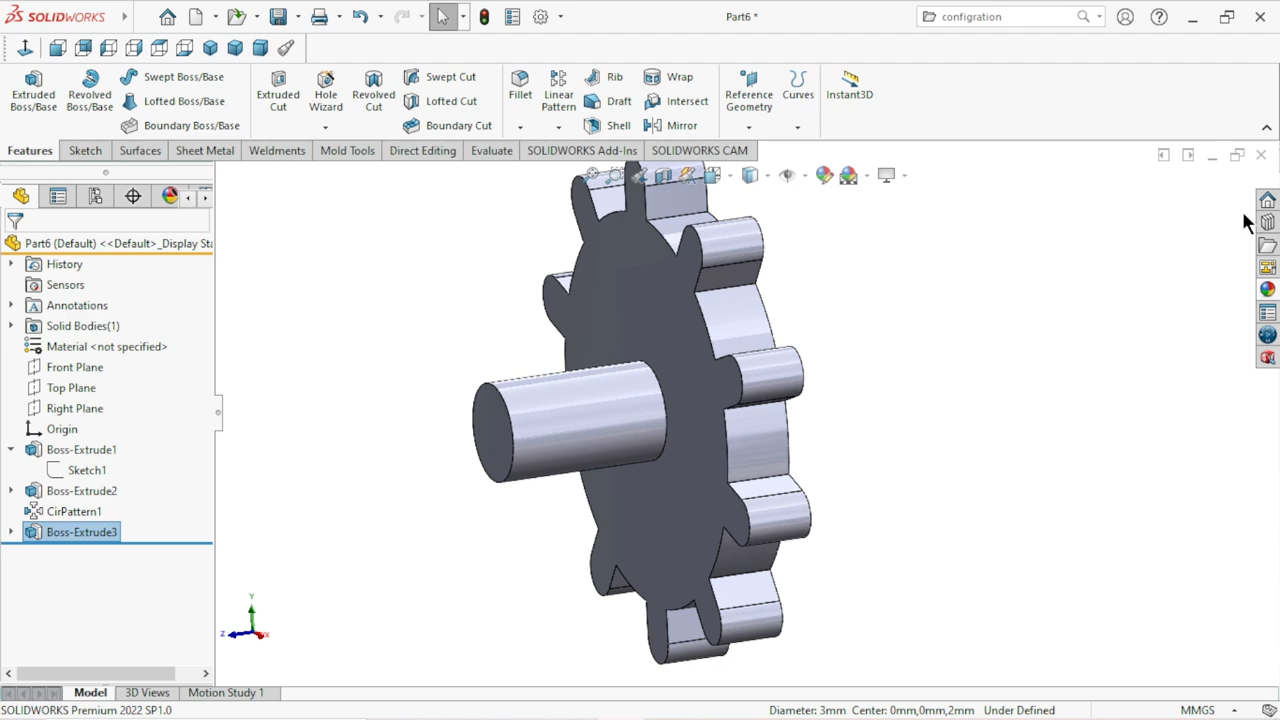 SOLIDWORKS
Part6 *
configration
Extruded Boss/Base
Revolved Boss/Base
Swept Boss/Base
Lofted Boss/Base
Boundary Boss/Base
Extruded Cut
Hole Wizard
Revolved Cut
Swept Cut
Lofted Cut
Boundary Cut
Fillet
Linear Pattern
Rib
Draft
Shell
Wrap
Intersect
Mirror
Reference Geometry
Curves
Instant3D
Features
Sketch
Surfaces
Sheet Metal
Weldments
Mold Tools
Direct Editing
Evaluate
SOLIDWORKS Add-Ins
SOLIDWORKS CAM
Part6 (Default) <<Default>_Display Sta
History
Sensors
Annotations
Solid Bodies(1)
Material <not specified>
Front Plane
Top Plane
Right Plane
Origin
Boss-Extrude1
Sketch1
Boss-Extrude2
CirPattern1
Boss-Extrude3
Y
Z
X
Model
3D Views
Motion Study 1
SOLIDWORKS Premium 2022 SP1.0
Diameter: 3mm Center: 0mm,0mm,2mm
Under Defined
MMGS